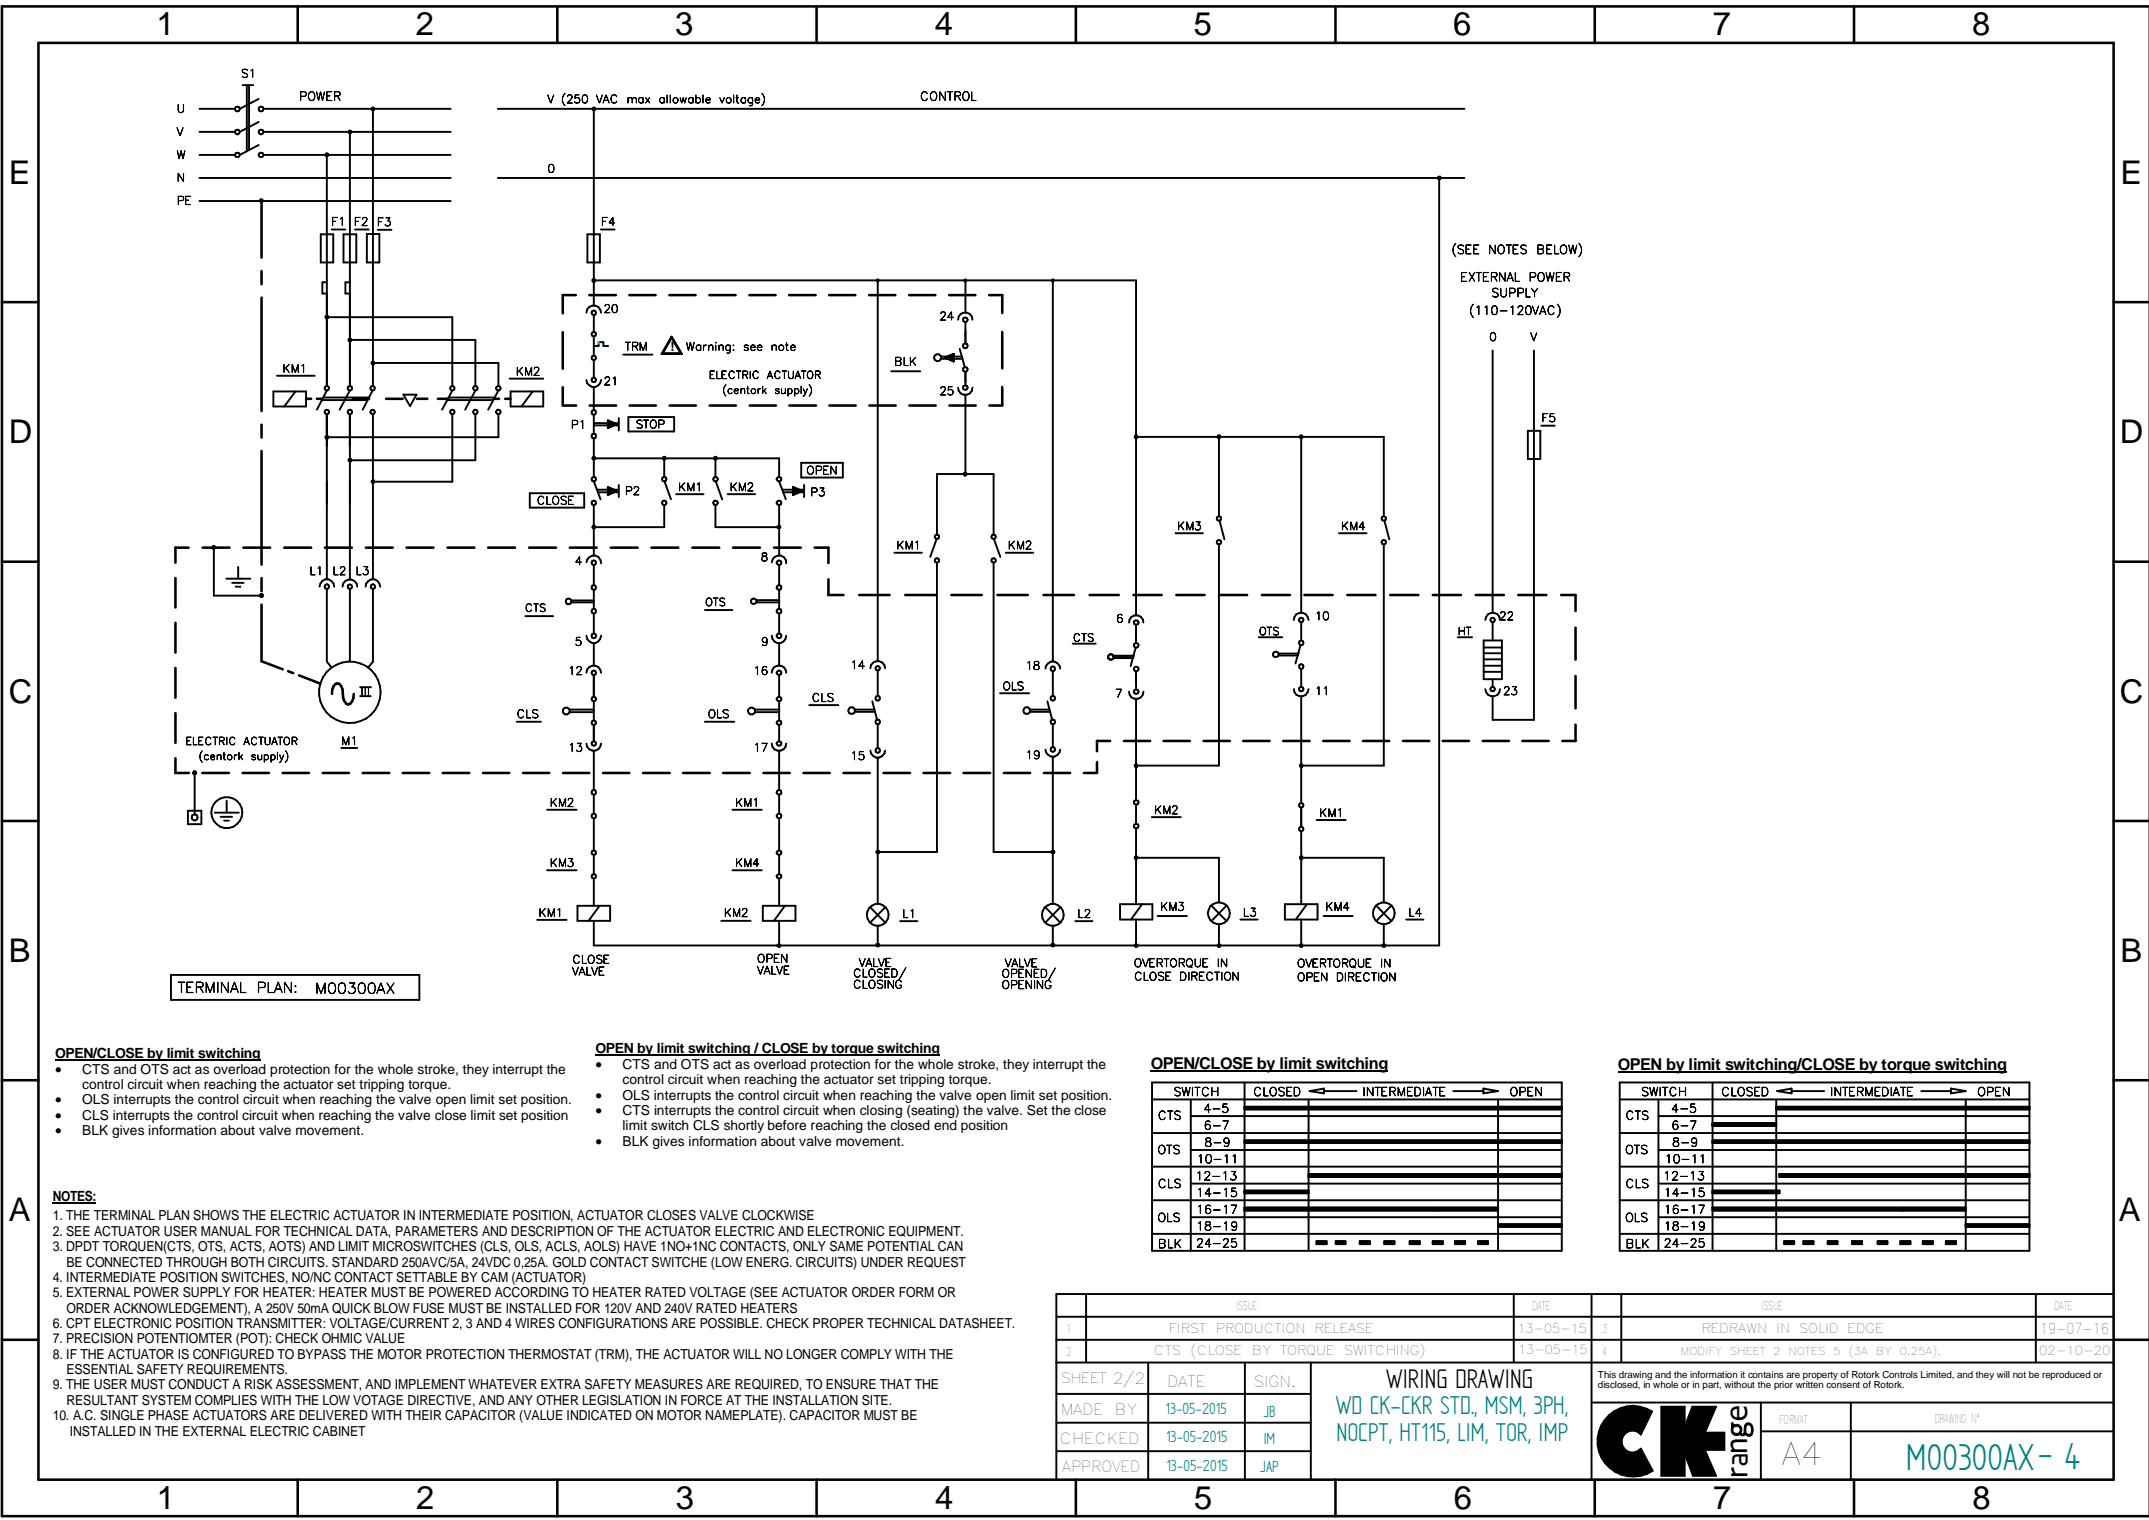 1 2 3 4 5 6 7 8
E
D
C
B
A
E
D
C
B
A
1 2 3 4 5 6 7 8
S1
POWER
U
V
W
N
PE
V (250 VAC max allowable voltage)
CONTROL
0
F1 F2 F3
F4
(SEE NOTES BELOW)
EXTERNAL POWER
SUPPLY
(110-120VAC)
0 V
F5
20
TRM
Warning: see note
21
ELECTRIC ACTUATOR
(centork supply)
24
BLK
25
KM1
KM2
P1
STOP
CLOSE
P2
KM1
KM2
OPEN
P3
KM1
KM2
KM3
KM4
L1 L2 L3
4
CTS
5
12
CLS
13
8
OTS
9
16
OLS
17
14
CLS
15
18
OLS
19
6
CTS
7
10
OTS
11
22
HT
23
III
M1
ELECTRIC ACTUATOR
(centork supply)
KM2
KM1
KM2
KM1
KM3
KM4
KM1
KM2
L1
L2
KM3
L3
KM4
L4
CLOSE
VALVE
OPEN
VALVE
VALVE
CLOSED/
CLOSING
VALVE
OPENED/
OPENING
OVERTORQUE IN
CLOSE DIRECTION
OVERTORQUE IN
OPEN DIRECTION
TERMINAL PLAN: M00300AX
OPEN/CLOSE by limit switching
• CTS and OTS act as overload protection for the whole stroke, they interrupt the
control circuit when reaching the actuator set tripping torque.
• OLS interrupts the control circuit when reaching the valve open limit set position.
• CLS interrupts the control circuit when reaching the valve close limit set position
• BLK gives information about valve movement.
OPEN by limit switching / CLOSE by torque switching
• CTS and OTS act as overload protection for the whole stroke, they interrupt the
control circuit when reaching the actuator set tripping torque.
• OLS interrupts the control circuit when reaching the valve open limit set position.
• CTS interrupts the control circuit when closing (seating) the valve. Set the close
limit switch CLS shortly before reaching the closed end position
• BLK gives information about valve movement.
OPEN/CLOSE by limit switching
SWITCH CLOSED INTERMEDIATE OPEN
CTS 4-5
6-7
OTS 8-9
10-11
CLS 12-13
14-15
OLS 16-17
18-19
BLK 24-25
OPEN by limit switching/CLOSE by torque switching
SWITCH CLOSED INTERMEDIATE OPEN
CTS 4-5
6-7
OTS 8-9
10-11
CLS 12-13
14-15
OLS 16-17
18-19
BLK 24-25
NOTES:
1. THE TERMINAL PLAN SHOWS THE ELECTRIC ACTUATOR IN INTERMEDIATE POSITION, ACTUATOR CLOSES VALVE CLOCKWISE
2. SEE ACTUATOR USER MANUAL FOR TECHNICAL DATA, PARAMETERS AND DESCRIPTION OF THE ACTUATOR ELECTRIC AND ELECTRONIC EQUIPMENT.
3. DPDT TORQUEN(CTS, OTS, ACTS, AOTS) AND LIMIT MICROSWITCHES (CLS, OLS, ACLS, AOLS) HAVE 1NO+1NC CONTACTS, ONLY SAME POTENTIAL CAN
BE CONNECTED THROUGH BOTH CIRCUITS. STANDARD 250AVC/5A, 24VDC 0,25A. GOLD CONTACT SWITCHE (LOW ENERG. CIRCUITS) UNDER REQUEST
4. INTERMEDIATE POSITION SWITCHES, NO/NC CONTACT SETTABLE BY CAM (ACTUATOR)
5. EXTERNAL POWER SUPPLY FOR HEATER: HEATER MUST BE POWERED ACCORDING TO HEATER RATED VOLTAGE (SEE ACTUATOR ORDER FORM OR
ORDER ACKNOWLEDGEMENT), A 250V 50mA QUICK BLOW FUSE MUST BE INSTALLED FOR 120V AND 240V RATED HEATERS
6. CPT ELECTRONIC POSITION TRANSMITTER: VOLTAGE/CURRENT 2, 3 AND 4 WIRES CONFIGURATIONS ARE POSSIBLE. CHECK PROPER TECHNICAL DATASHEET.
7. PRECISION POTENTIOMTER (POT): CHECK OHMIC VALUE
8. IF THE ACTUATOR IS CONFIGURED TO BYPASS THE MOTOR PROTECTION THERMOSTAT (TRM), THE ACTUATOR WILL NO LONGER COMPLY WITH THE
ESSENTIAL SAFETY REQUIREMENTS.
9. THE USER MUST CONDUCT A RISK ASSESSMENT, AND IMPLEMENT WHATEVER EXTRA SAFETY MEASURES ARE REQUIRED, TO ENSURE THAT THE
RESULTANT SYSTEM COMPLIES WITH THE LOW VOTAGE DIRECTIVE, AND ANY OTHER LEGISLATION IN FORCE AT THE INSTALLATION SITE.
10. A.C. SINGLE PHASE ACTUATORS ARE DELIVERED WITH THEIR CAPACITOR (VALUE INDICATED ON MOTOR NAMEPLATE). CAPACITOR MUST BE
INSTALLED IN THE EXTERNAL ELECTRIC CABINET
ISSUE DATE ISSUE DATE
1 FIRST PRODUCTION RELEASE 13-05-15 3 REDRAWN IN SOLID EDGE 19-07-16
2 CTS (CLOSE BY TORQUE SWITCHING) 13-05-15 4 MODIFY SHEET 2 NOTES 5 (3A BY 0.25A). 02-10-20
SHEET 2/2 DATE SIGN.
MADE BY 13-05-2015 JB
CHECKED 13-05-2015 IM
APPROVED 13-05-2015 JAP
WIRING DRAWING
WD CK-CKR STD., MSM, 3PH,
NOCPT, HT115, LIM, TOR, IMP
This drawing and the information it contains are property of Rotork Controls Limited, and they will not be reproduced or
disclosed, in whole or in part, without the prior written consent of Rotork.
CK range
FORMAT
A4
DRAWING Nº
M00300AX- 4